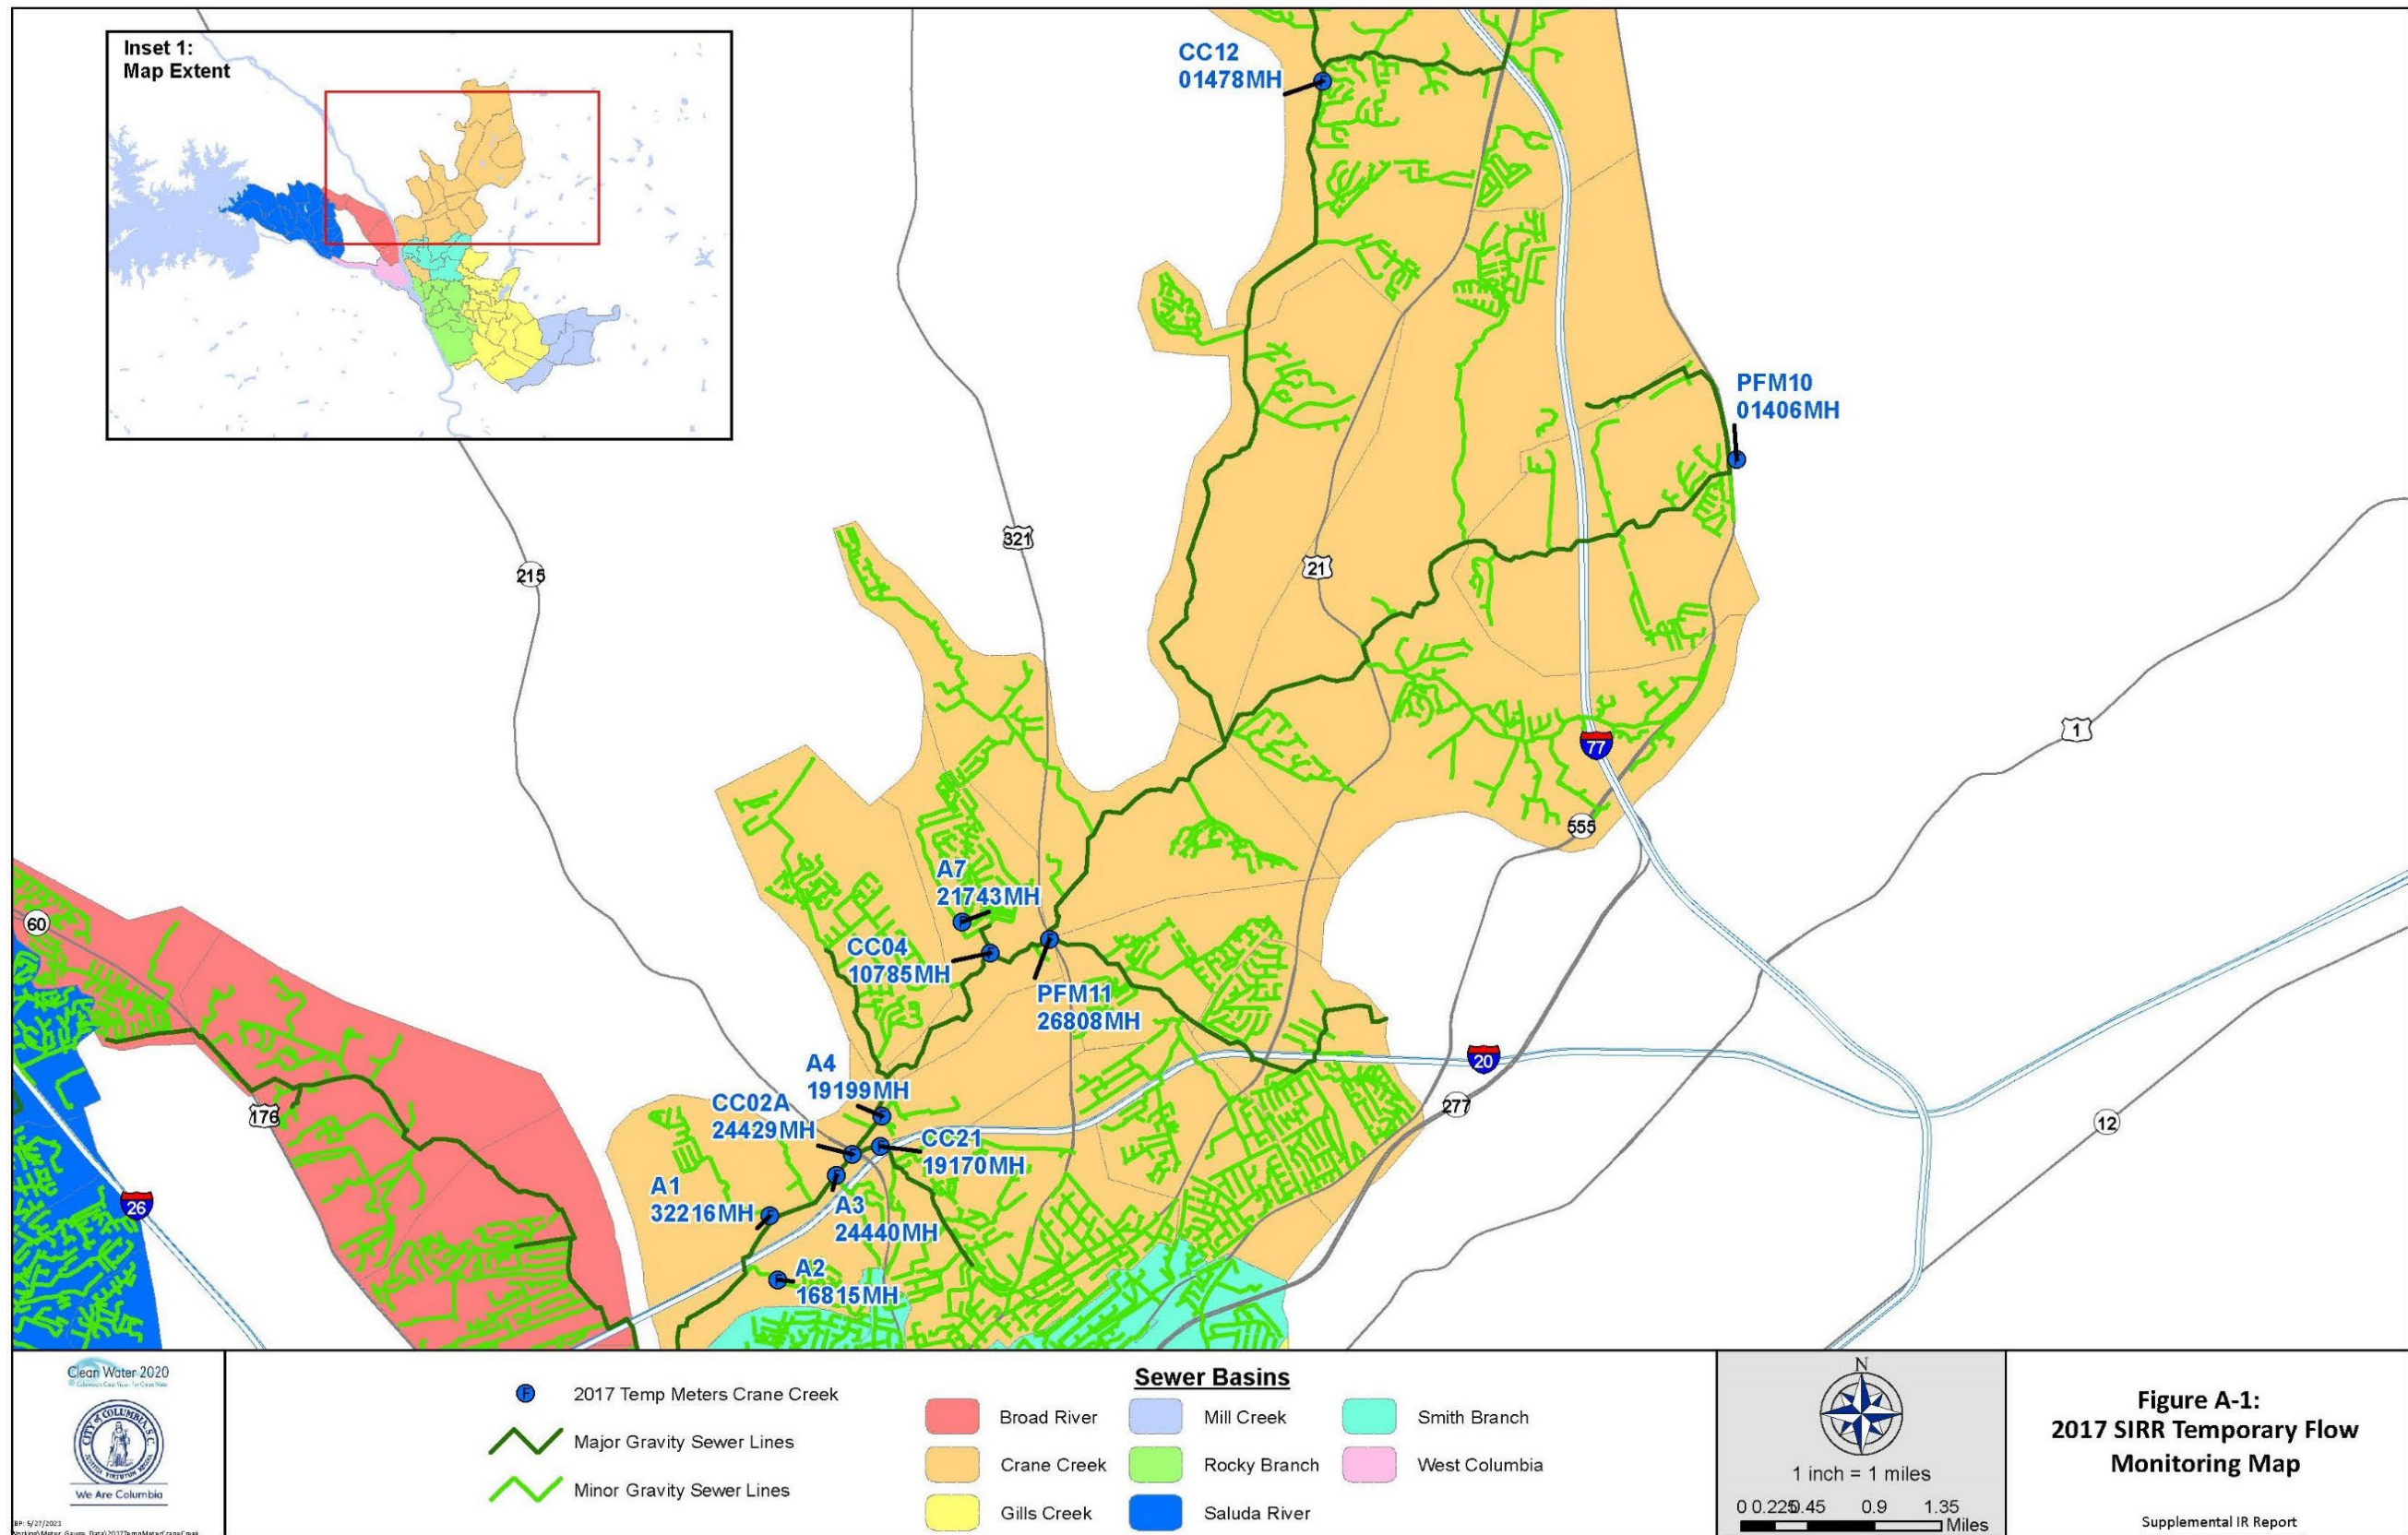 Inset 1:
Map Extent
CC12
01478MH
PFM10
01406MH
321
21
215
1
77
555
A7
21743MH
60
CC04
10785MH
PFM11
26808MH
20
A4
19199MH
277
176
CC02A
24429MH
12
CC21
19170MH
A1
32216MH
26
A3
24440MH
A2
16815MH
Clean Water 2020
CITY of COLUMBIA, S.C.
We Are Columbia
2017 Temp Meters Crane Creek
Major Gravity Sewer Lines
Minor Gravity Sewer Lines
Sewer Basins
Broad River
Mill Creek
Smith Branch
Crane Creek
Rocky Branch
West Columbia
Gills Creek
Saluda River
N
1 inch = 1 miles
0 0.225 0.45 0.9 1.35
Miles
Figure A-1:
2017 SIRR Temporary Flow
Monitoring Map
Supplemental IR Report